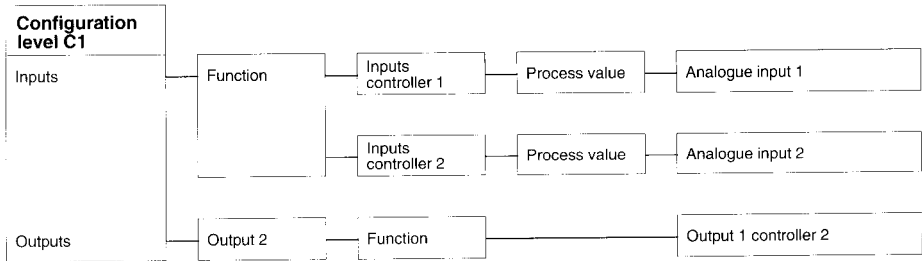 Configuration
level C1
Inputs
Function
Inputs
controller 1
Process value
Analogue input 1
Inputs
controller 2
Process value
Analogue input 2
Outputs
Output 2
Function
Output 1 controller 2